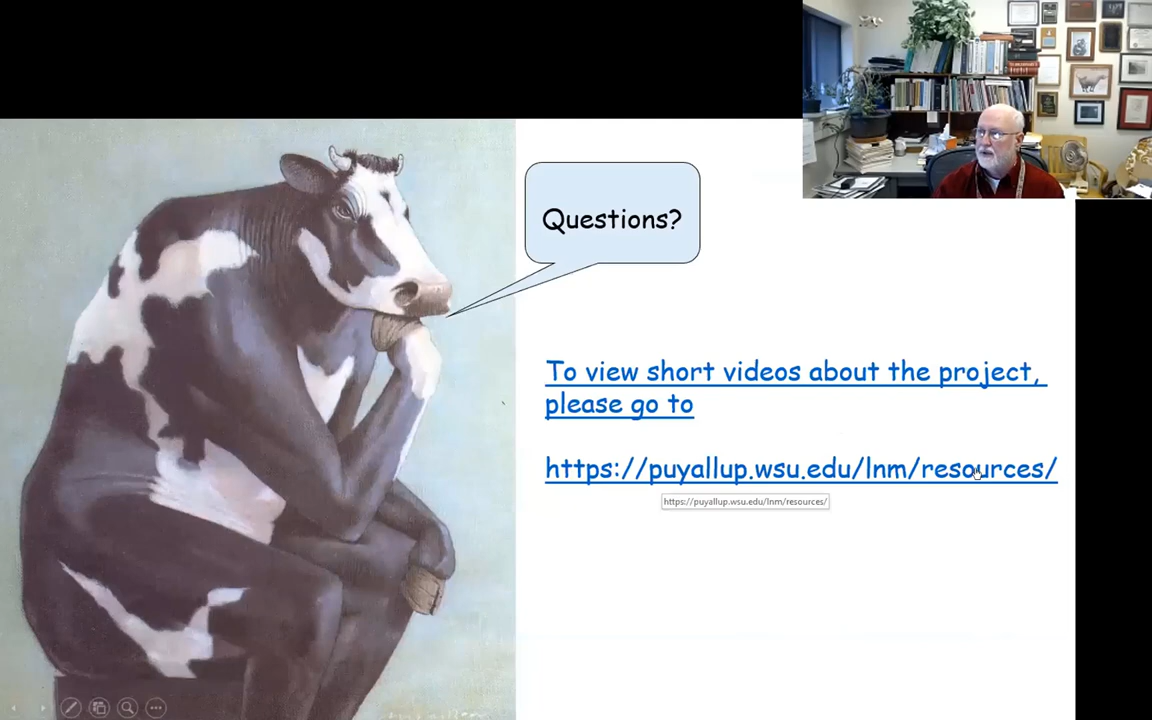 Questions?
To view short videos about the project,
please go to
https://puyallup.wsu.edu/lnm/resources/
https://puyallup.wsu.edu/lnm/resources/